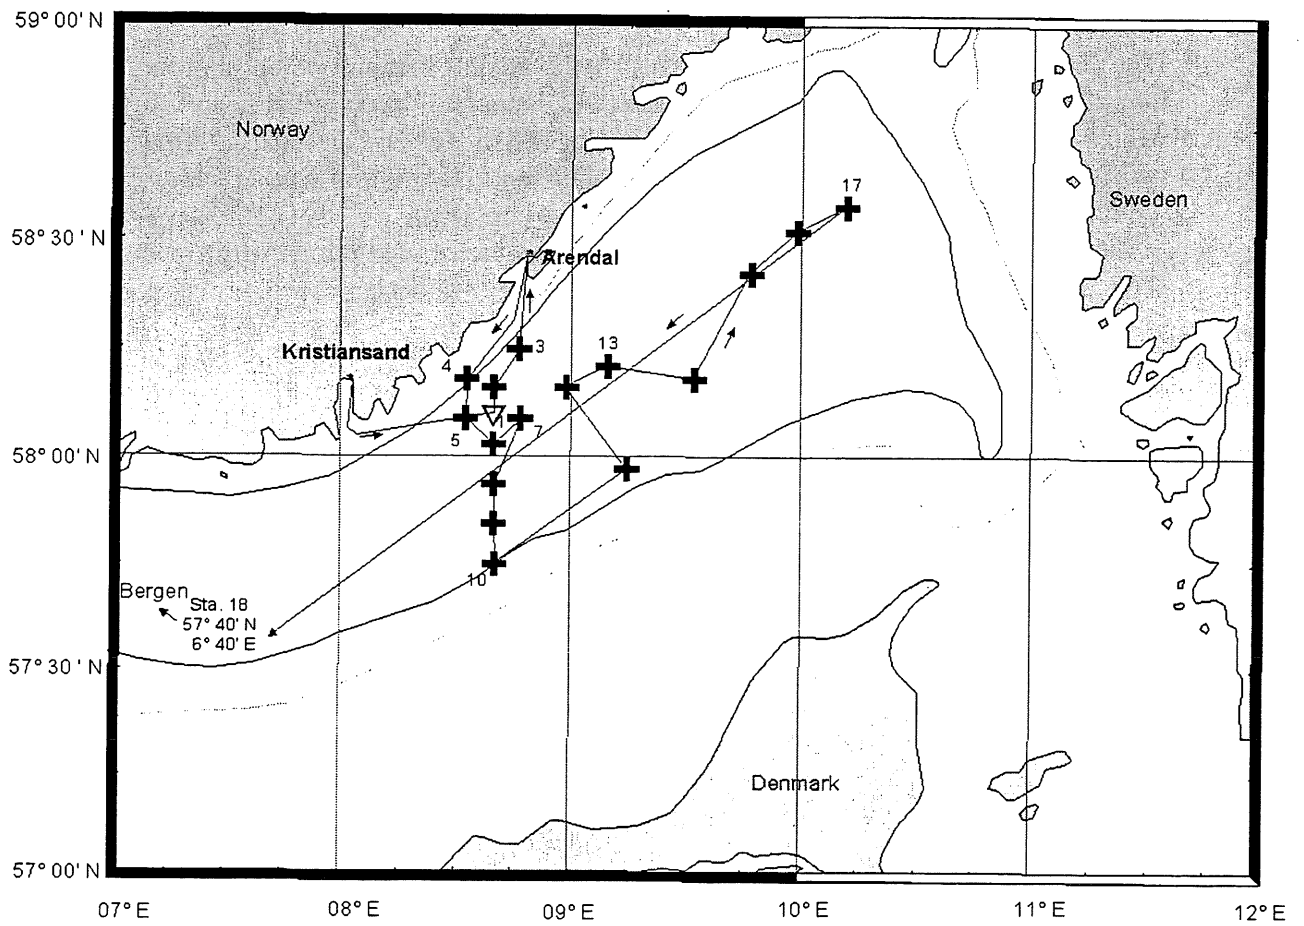 59° 00' N
Norway
17
Sweden
58° 30' N
Arendal
Kristiansand
3
13
4
1
5
7
58° 00' N
10
Bergen
Sta. 18
57° 40' N
6° 40' E
57° 30' N
Denmark
57° 00' N
07° E
08° E
09° E
10° E
11° E
12° E